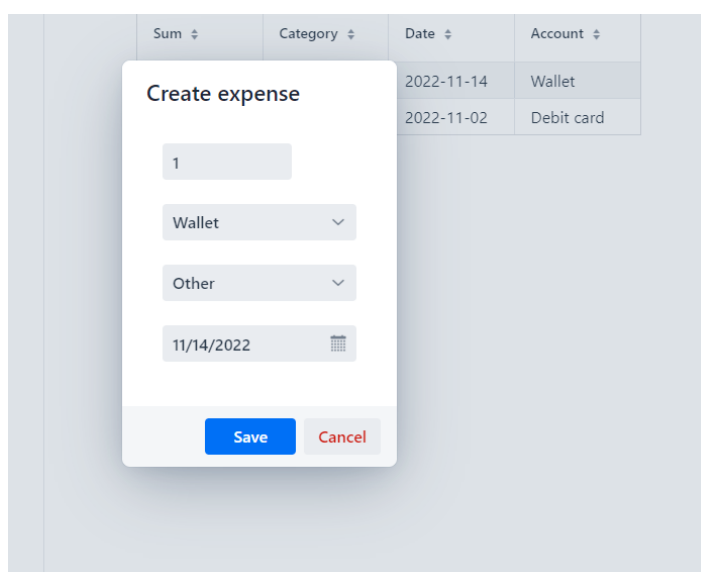 Sum Category Date Account
Create expense
2022-11-14 Wallet
2022-11-02 Debit card
1
Wallet
Other
11/14/2022
Save Cancel